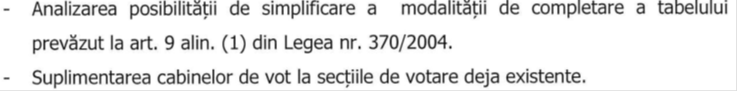 - Analizarea posibilității de simplificare a modalității de completare a tabelului
prevăzut la art. 9 alin. (1) din Legea nr. 370/2004.
- Suplimentarea cabinelor de vot la secțiile de votare deja existente.